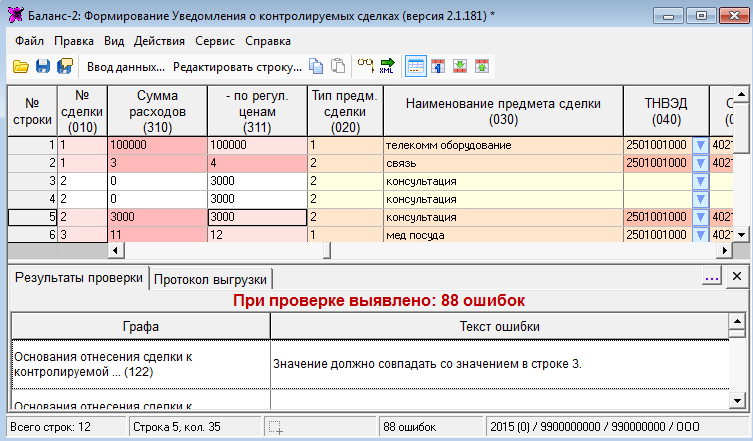 Баланс-2: Формирование Уведомления о контролируемых сделках (версия 2.1.181) *
Файл Правка Вид Действия Сервис Справка
Ввод данных... Редактировать строку... XML
№ строки № сделки (010) Сумма расходов (310) - по регул. ценам (311) Тип предм. сделки (020) Наименование предмета сделки (030) ТНВЭД (040)
1 1 100000 100000 1 телекомм оборудование 2501001000 4021
2 1 3 4 2 связь 2501001000 4021
3 2 0 3000 2 консультация
4 2 0 3000 2 консультация
5 2 3000 3000 2 консультация 2501001000 4021
6 3 11 12 1 мед посуда 2501001000 4021
Результаты проверки Протокол выгрузки ...
При проверке выявлено: 88 ошибок
Графа Текст ошибки
Основания отнесения сделки к
контролируемой ... (122) Значение должно совпадать со значением в строке 3.
Основания отнесения сделки к
Всего строк: 12 Строка 5, кол. 35 88 ошибок 2015 (0) / 9900000000 / 990000000 / ООО